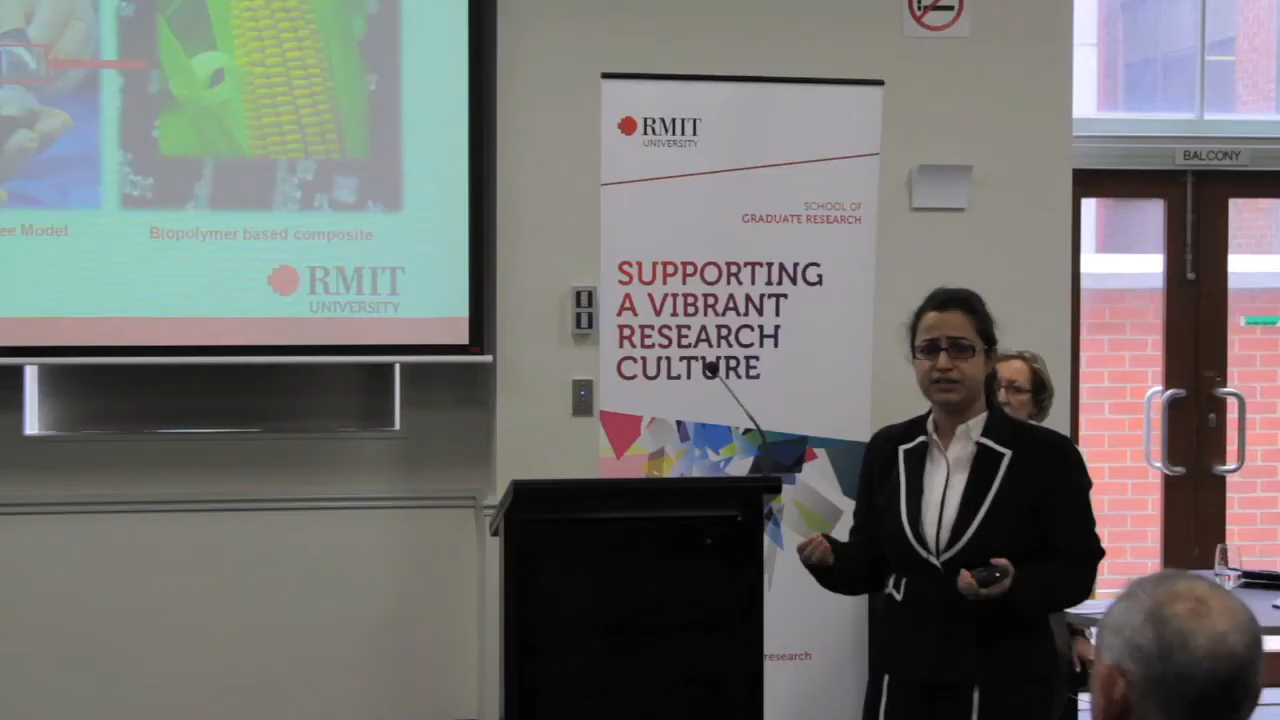 ee Model
Biopolymer based composite
RMIT
UNIVERSITY
RMIT
UNIVERSITY
SCHOOL OF
GRADUATE RESEARCH
SUPPORTING
A VIBRANT
RESEARCH
CULTURE
research
BALCONY